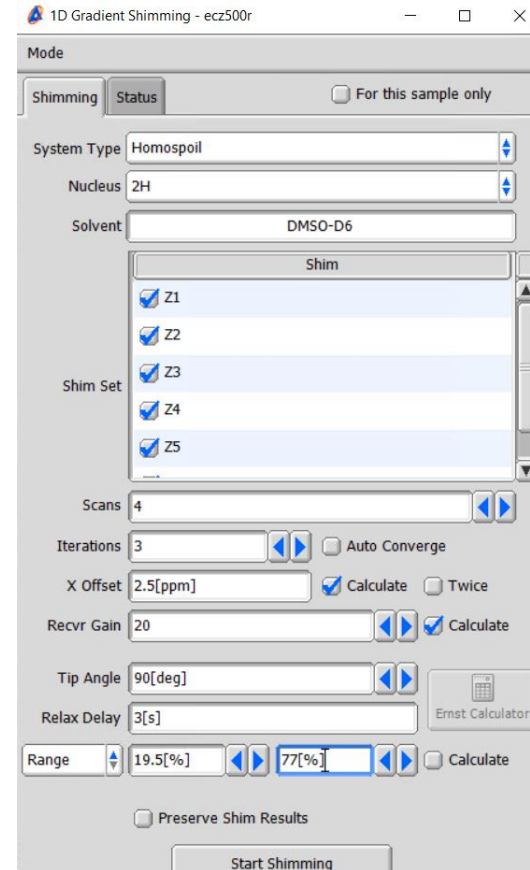 1D Gradient Shimming - ecz500r
Mode
Shimming Status For this sample only
System Type Homospoil
Nucleus 2H
Solvent DMSO-D6
Shim
Z1
Z2
Z3
Shim Set
Z4
Z5
Scans 4
Iterations 3 Auto Converge
X Offset 2.5[ppm] Calculate Twice
Recvr Gain 20 Calculate
Tip Angle 90[deg]
Relax Delay 3[s] Ernst Calculator
Range 19.5[%] 77[%] Calculate
Preserve Shim Results
Start Shimming